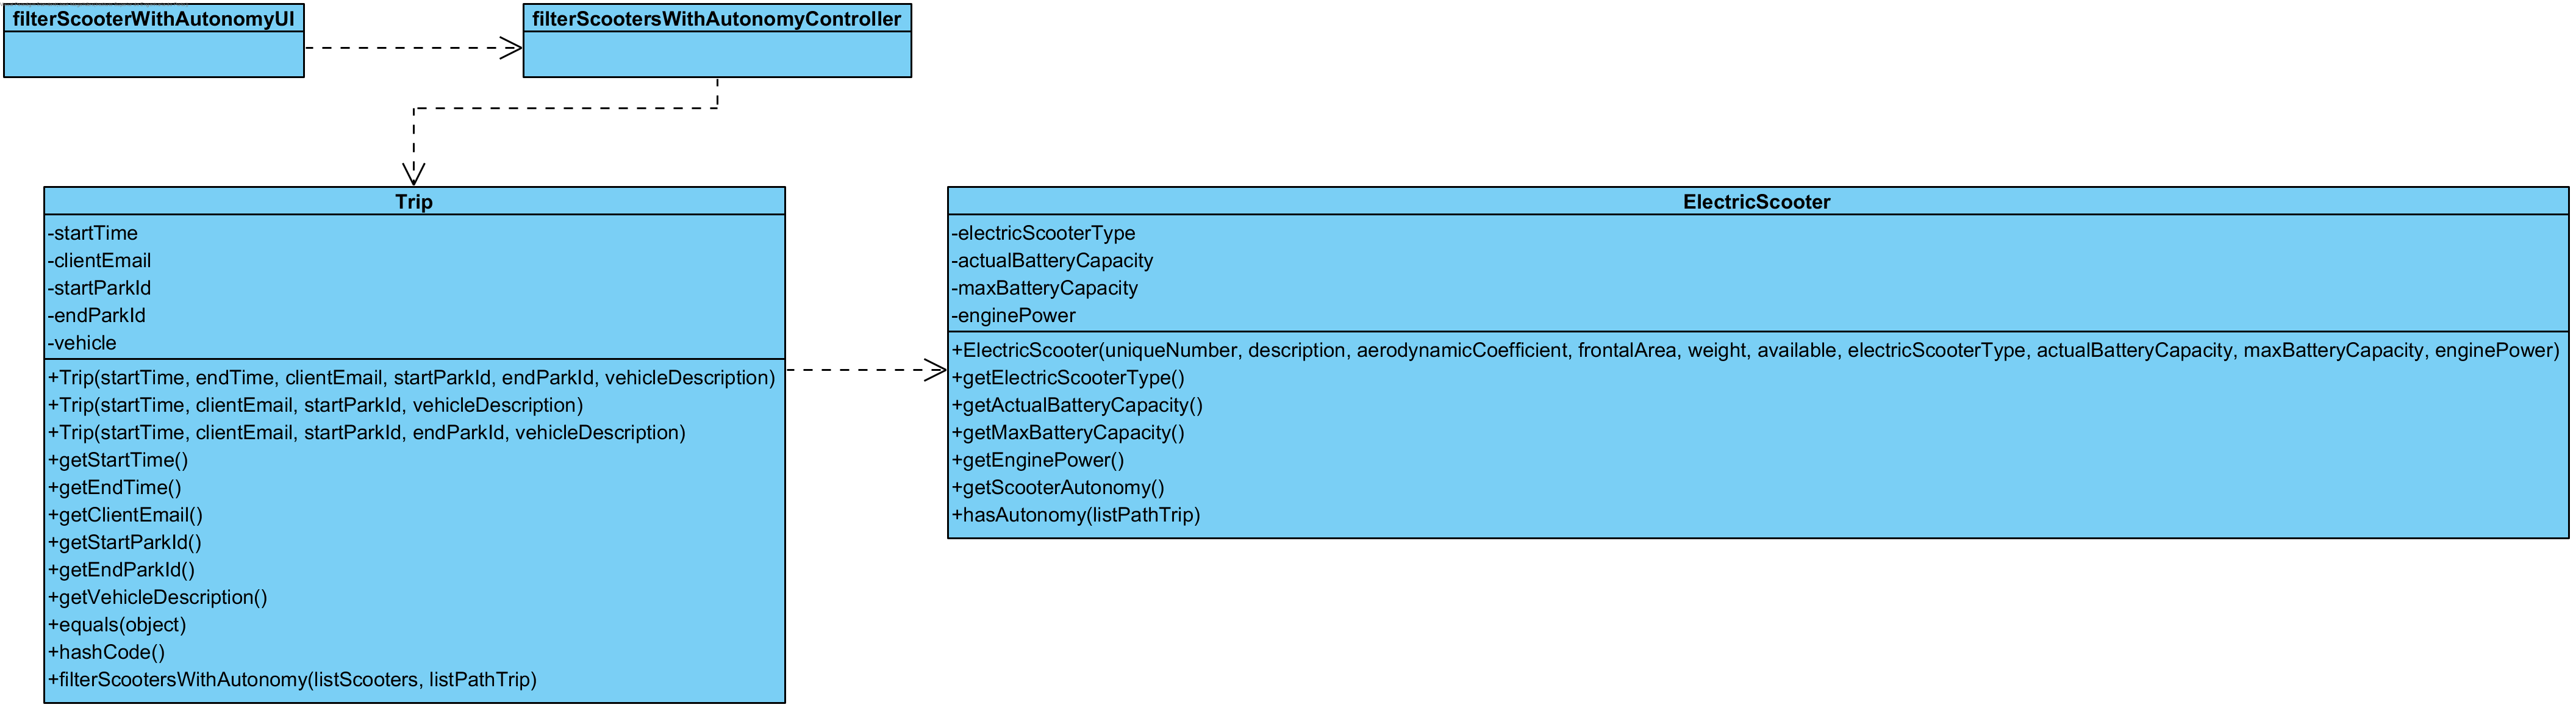 filterScooterWithAutonomyUI
filterScootersWithAutonomyController
Trip
-startTime
-clientEmail
-startParkId
-endParkId
-vehicle
+Trip(startTime, endTime, clientEmail, startParkId, endParkId, vehicleDescription)
+Trip(startTime, clientEmail, startParkId, vehicleDescription)
+Trip(startTime, clientEmail, startParkId, endParkId, vehicleDescription)
+getStartTime()
+getEndTime()
+getClientEmail()
+getStartParkId()
+getEndParkId()
+getVehicleDescription()
+equals(object)
+hashCode()
+filterScootersWithAutonomy(listScooters, listPathTrip)
ElectricScooter
-electricScooterType
-actualBatteryCapacity
-maxBatteryCapacity
-enginePower
+ElectricScooter(uniqueNumber, description, aerodynamicCoefficient, frontalArea, weight, available, electricScooterType, actualBatteryCapacity, maxBatteryCapacity, enginePower)
+getElectricScooterType()
+getActualBatteryCapacity()
+getMaxBatteryCapacity()
+getEnginePower()
+getScooterAutonomy()
+hasAutonomy(listPathTrip)